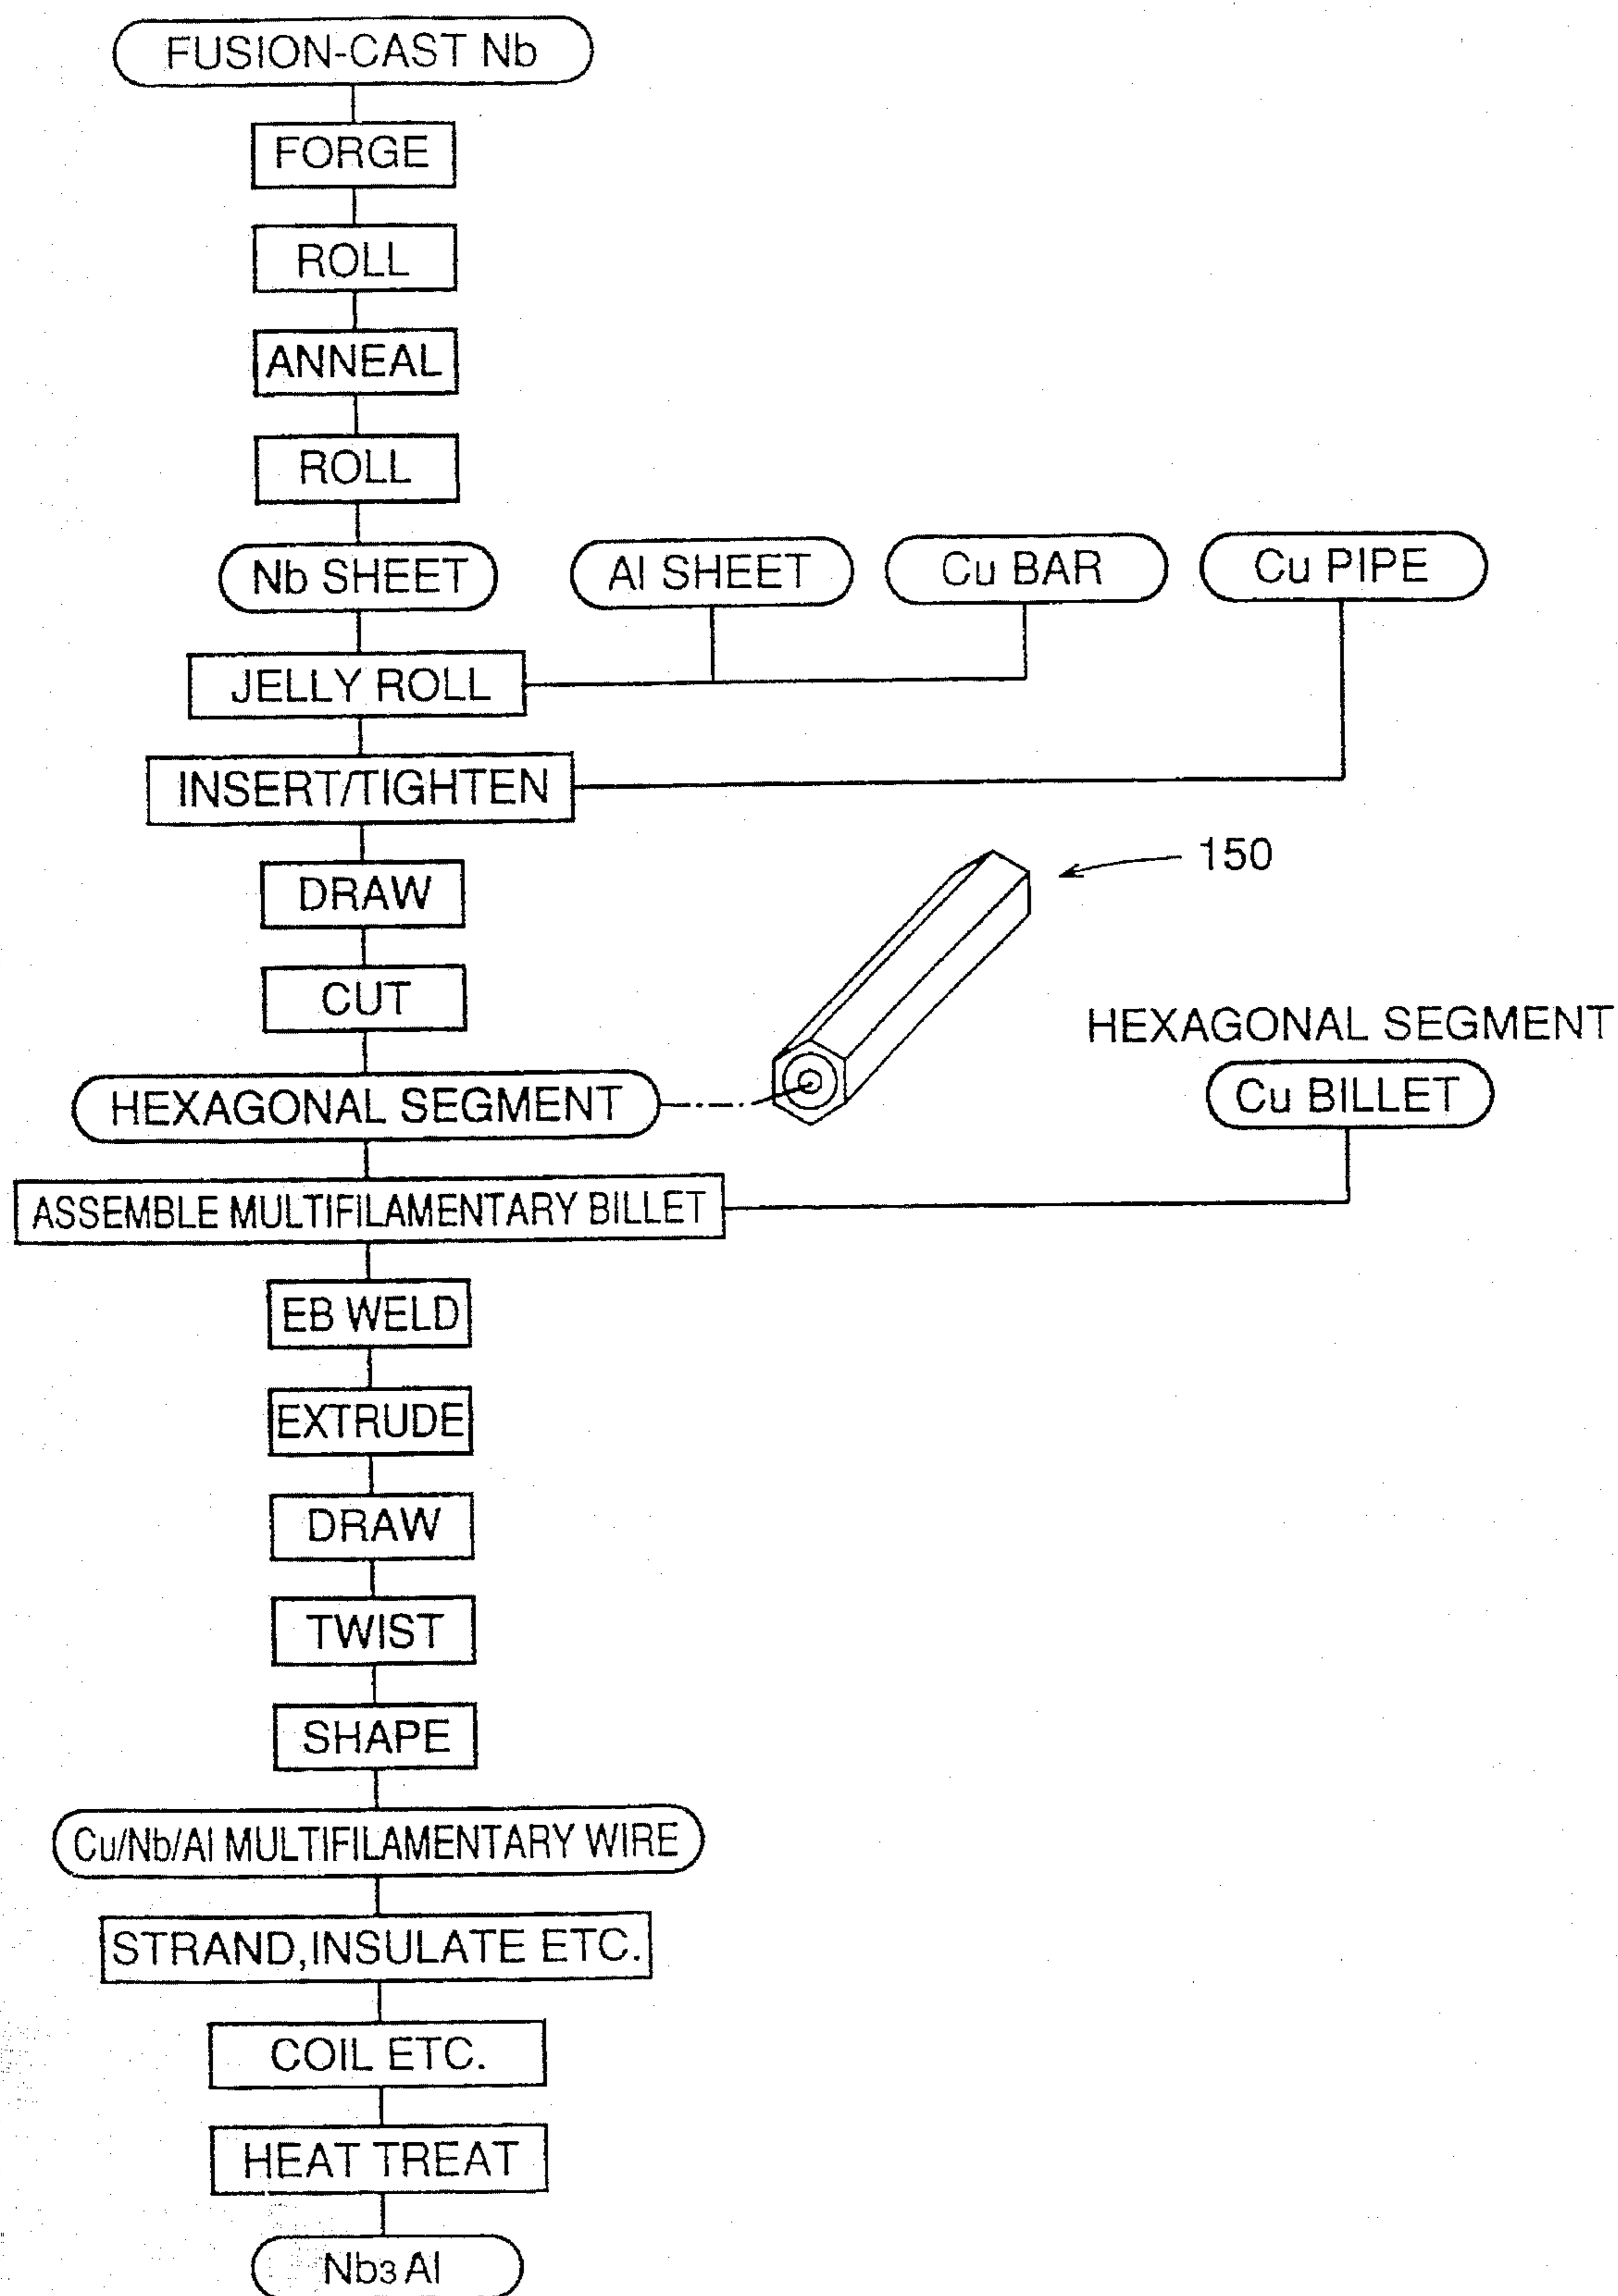 FUSION-CAST Nb
FORGE
ROLL
ANNEAL
ROLL
Nb SHEET
Al SHEET
Cu BAR
Cu PIPE
JELLY ROLL
INSERT/TIGHTEN
DRAW
150
CUT
HEXAGONAL SEGMENT
Cu BILLET
HEXAGONAL SEGMENT
ASSEMBLE MULTIFILAMENTARY BILLET
EB WELD
EXTRUDE
DRAW
TWIST
SHAPE
Cu/Nb/Al MULTIFILAMENTARY WIRE
STRAND,INSULATE ETC.
COIL ETC.
HEAT TREAT
Nb3 Al